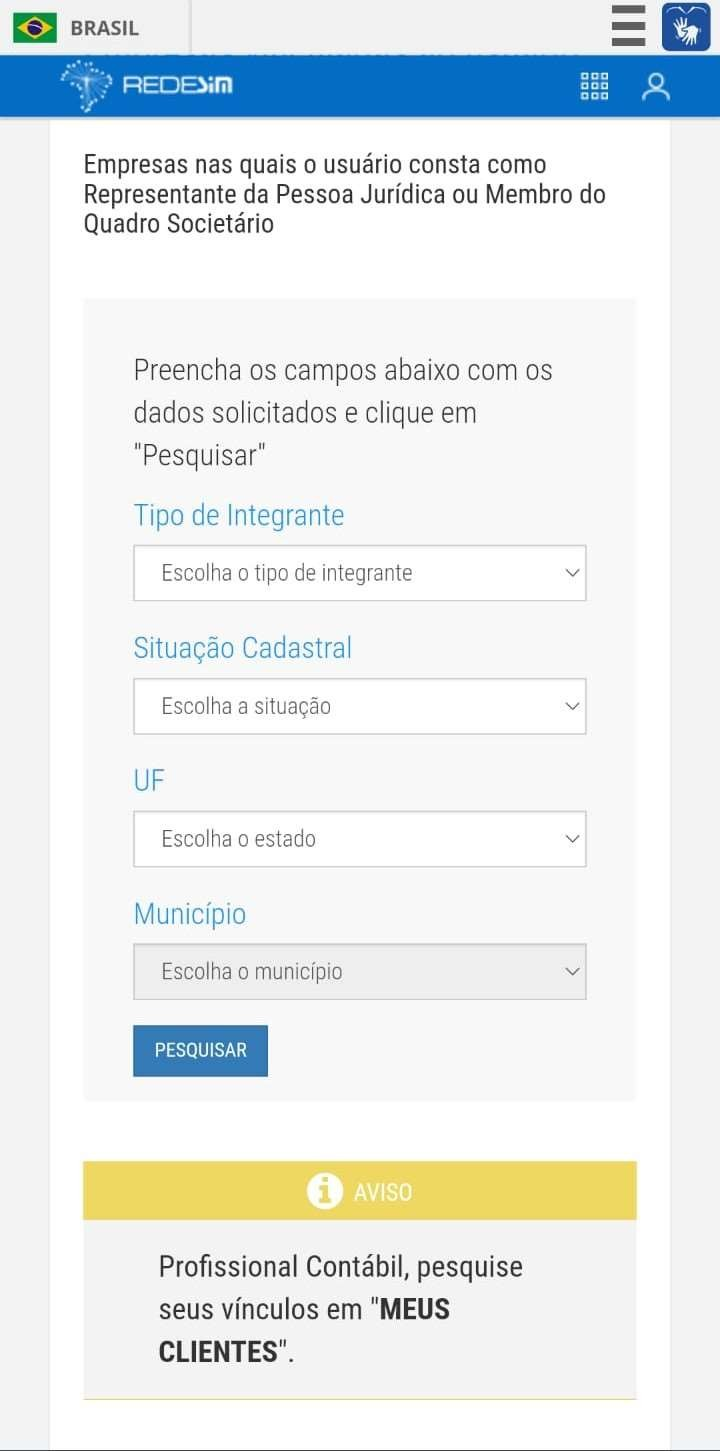 BRASIL
REDESIM
Empresas nas quais o usuário consta como
Representante da Pessoa Jurídica ou Membro do
Quadro Societário
Preencha os campos abaixo com os
dados solicitados e clique em
"Pesquisar"
Tipo de Integrante
Escolha o tipo de integrante
Situação Cadastral
Escolha a situação
UF
Escolha o estado
Município
Escolha o município
PESQUISAR
AVISO
Profissional Contábil, pesquise
seus vínculos em "MEUS
CLIENTES".